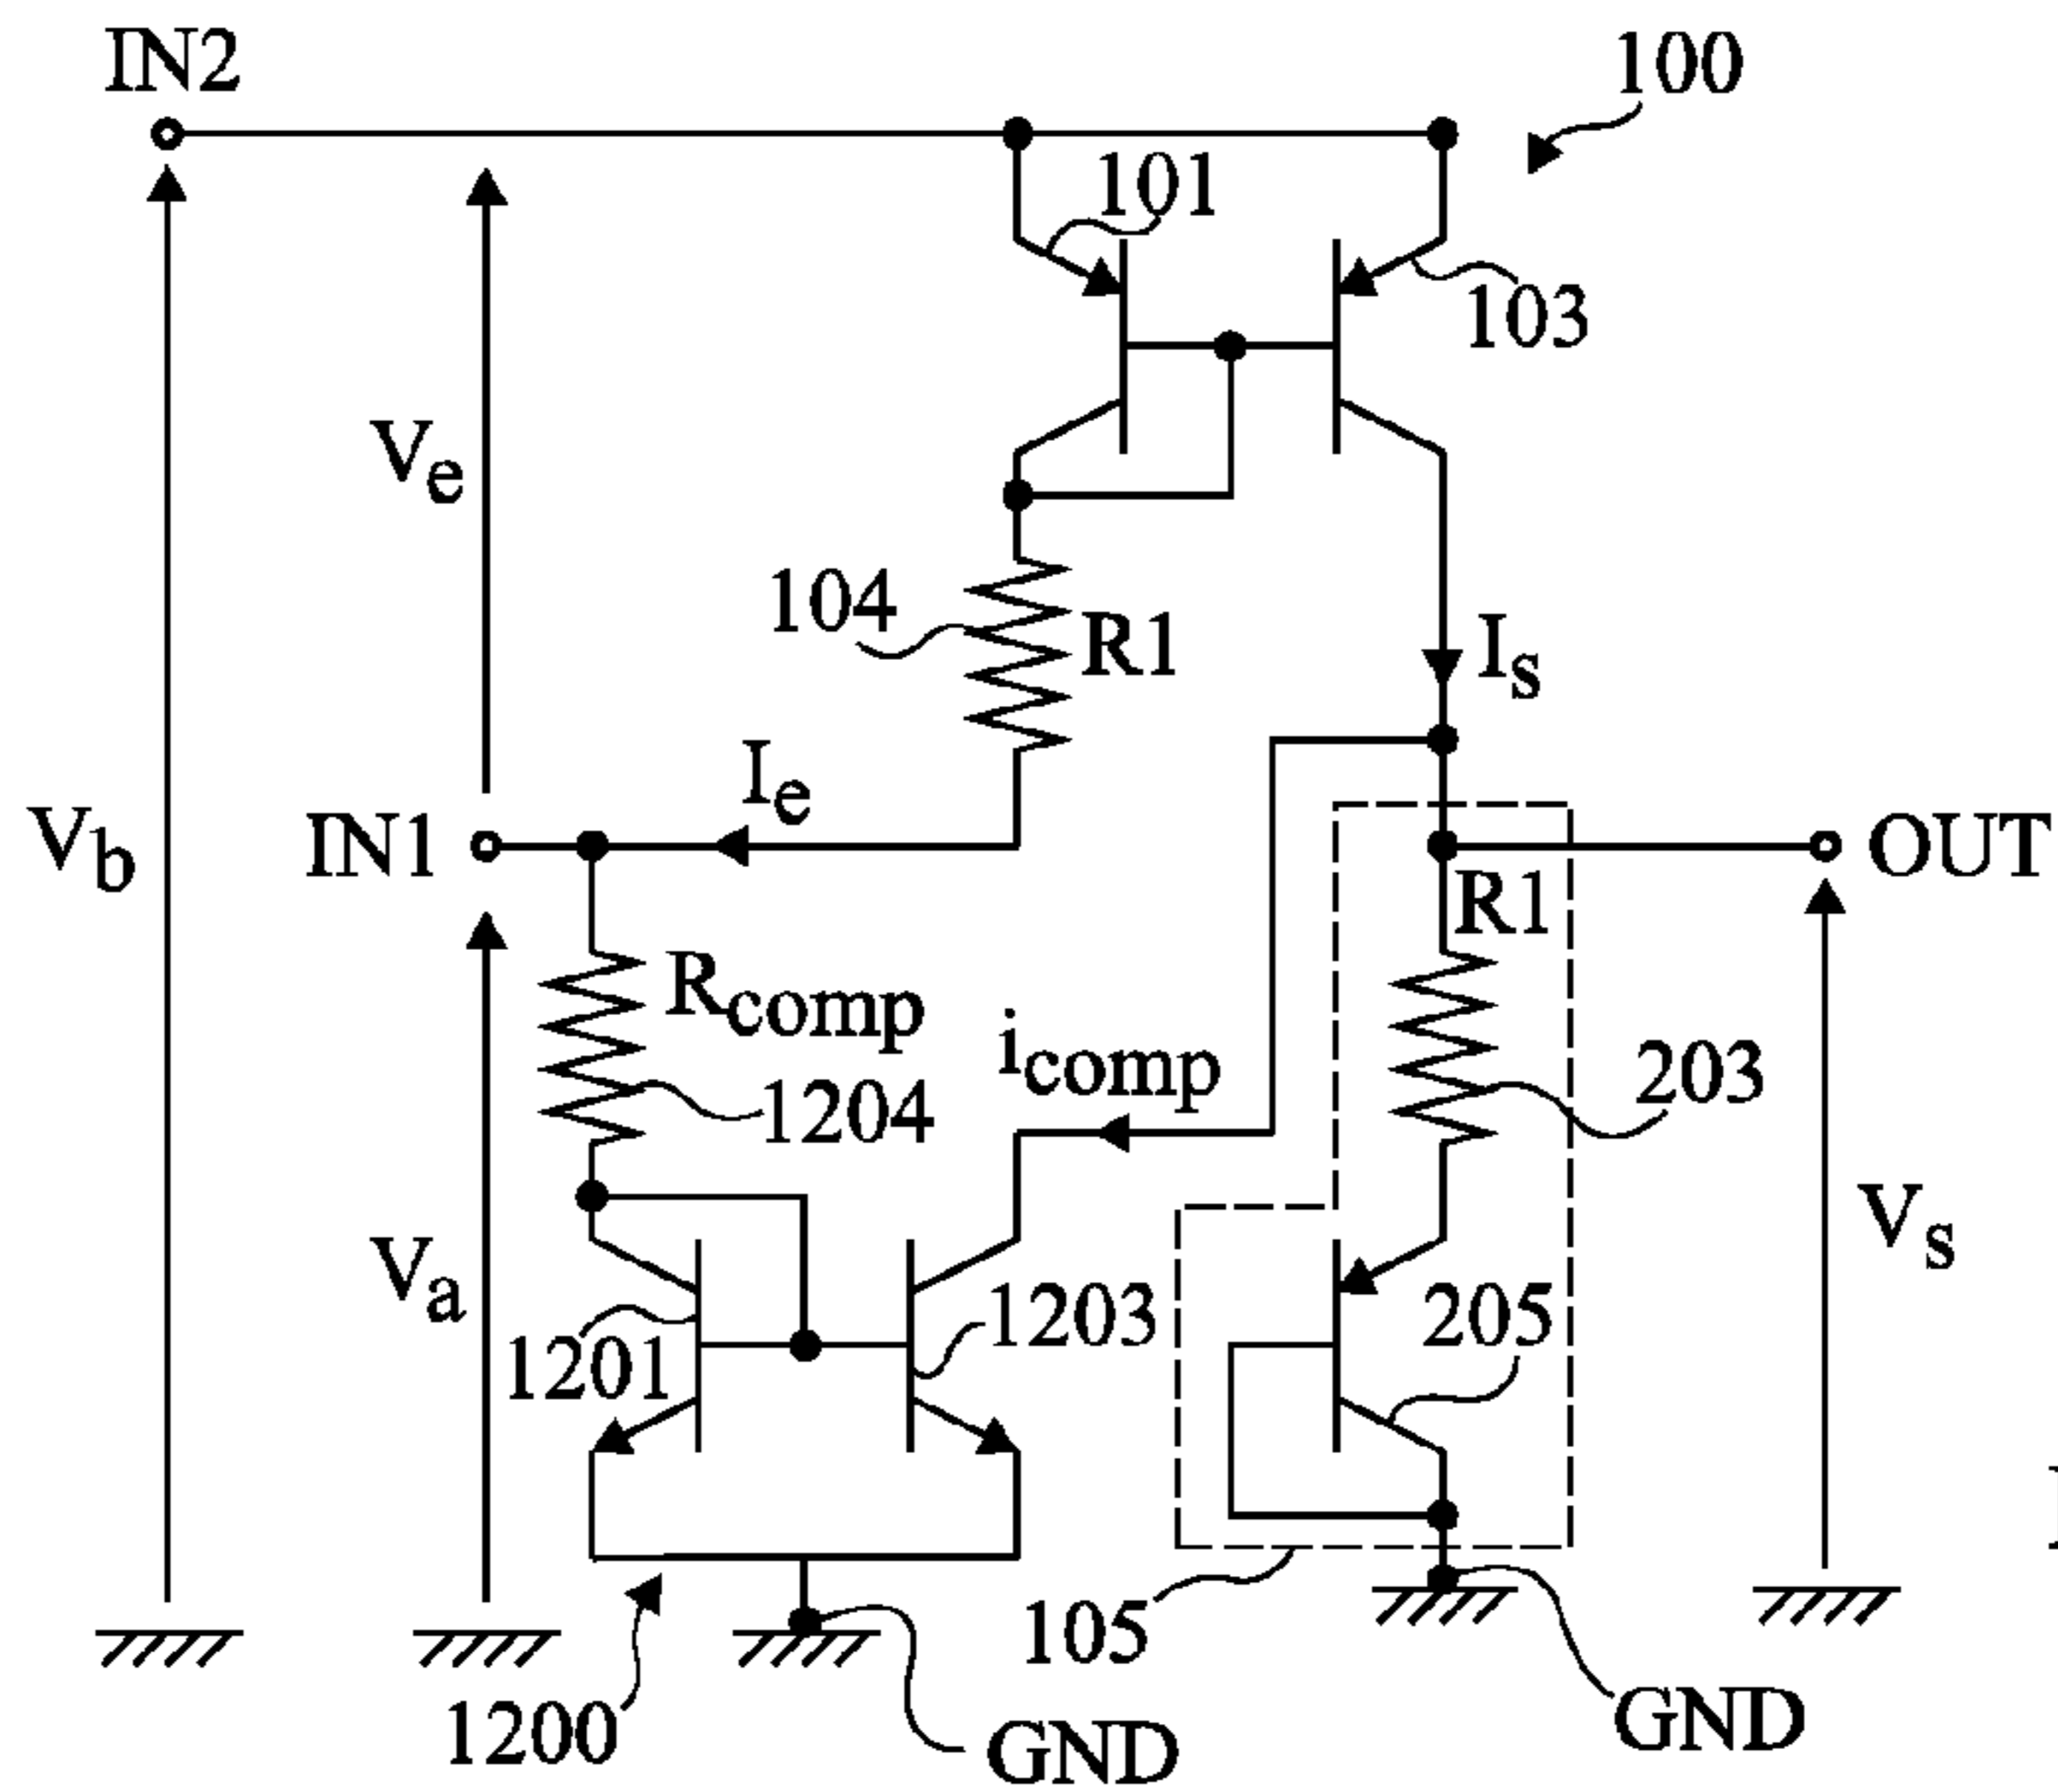 IN2
100
101
103
Ve
104
R1
Is
Ie
Vb
IN1
OUT
R1
Rcomp
icomp
203
1204
Va
Vs
1201
1203
205
105
1200
GND
GND